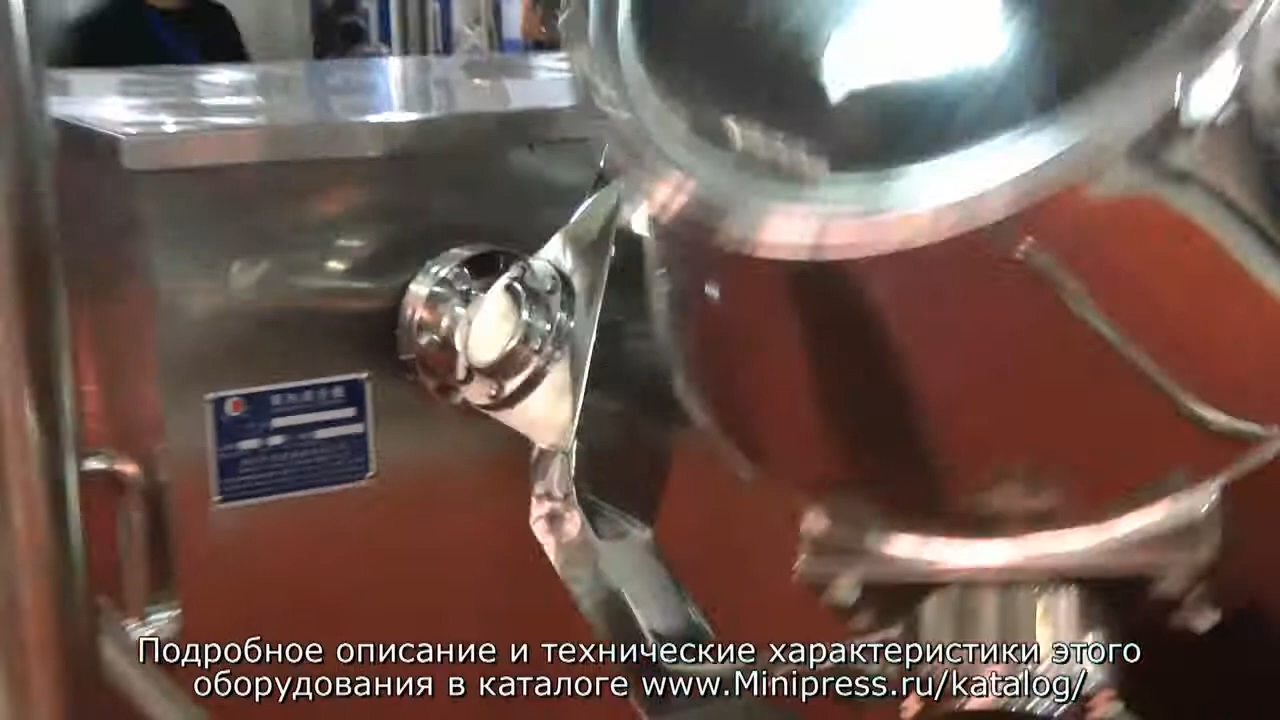 Подробное описание и технические характеристики этого
оборудования в каталоге www.Minipress.ru/katalog/